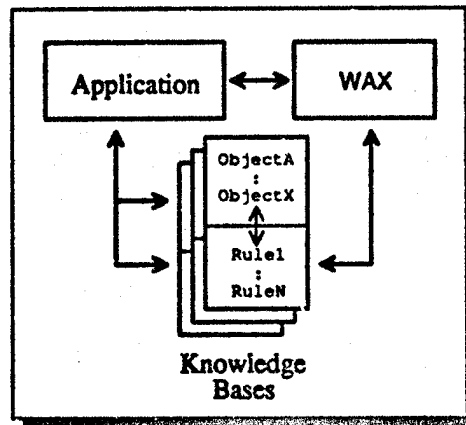 Application
WAX
ObjectA
:
ObjectX
Rule1
:
RuleN
Knowledge
Bases